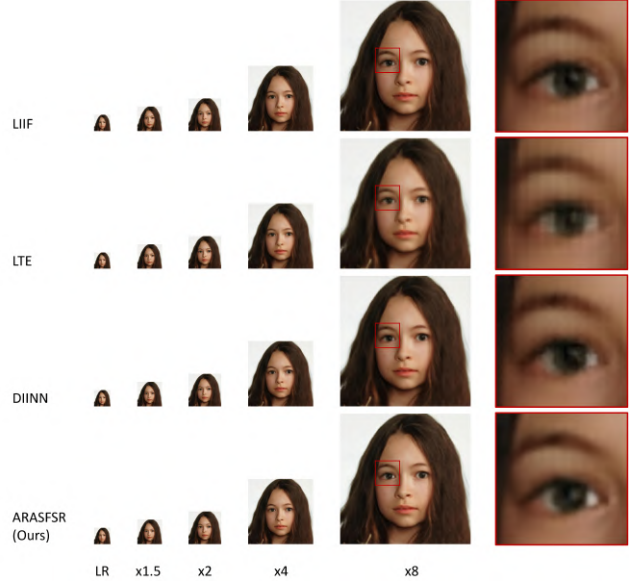 LIIF
LTE
DIINN
ARASFSR
(Ours)
LR x1.5 x2 x4 x8